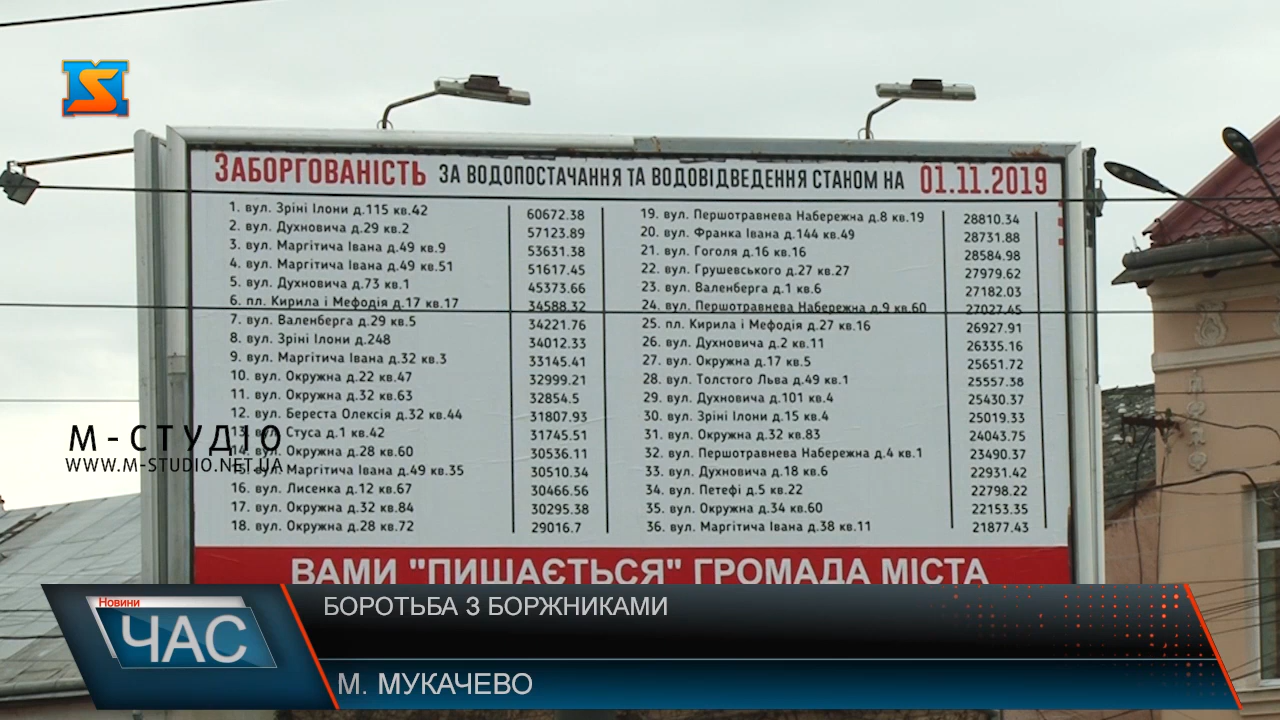 ЗАБОРГОВАНІСТЬ ЗА ВОДОПОСТАЧАННЯ ТА ВОДОВІДВЕДЕННЯ СТАНОМ НА 01.11.2019
1. вул. Зріні Ілони д.115 кв.42 60672.38
2. вул. Духновича д.29 кв.2 57123.89
3. вул. Маргітича Івана д.49 кв.9 53631.38
4. вул. Маргітича Івана д.49 кв.51 51617.45
5. вул. Духновича д.73 кв.1 45373.66
6. пл. Кирила і Мефодія д.17 кв.17 34588.32
7. вул. Валенберга д.29 кв.5 34221.76
8. вул. Зріні Ілони д.248 34012.33
9. вул. Маргітича Івана д.32 кв.3 33145.41
10. вул. Окружна д.22 кв.47 32999.21
11. вул. Окружна д.32 кв.63 32854.5
12. вул. Береста Олексія д.32 кв.44 31807.93
13. вул. Стуса д.1 кв.42 31745.51
14. вул. Окружна д.28 кв.60 30536.11
15. вул. Маргітича Івана д.49 кв.35 30510.34
16. вул. Лисенка д.12 кв.67 30466.56
17. вул. Окружна д.32 кв.84 30295.38
18. вул. Окружна д.28 кв.72 29016.7
19. вул. Першотравнева Набережна д.8 кв.19 28810.34
20. вул. Франка Івана д.144 кв.49 28731.88
21. вул. Гоголя д.16 кв.16 28584.98
22. вул. Грушевського д.27 кв.27 27979.62
23. вул. Валенберга д.1 кв.6 27182.03
24. вул. Першотравнева Набережна д.9 кв.60 27027.45
25. пл. Кирила і Мефодія д.27 кв.16 26927.91
26. вул. Духновича д.2 кв.11 26335.16
27. вул. Окружна д.17 кв.5 25651.72
28. вул. Толстого Льва д.49 кв.1 25557.38
29. вул. Духновича д.101 кв.4 25430.37
30. вул. Зріні Ілони д.15 кв.4 25019.33
31. вул. Окружна д.32 кв.83 24043.75
32. вул. Першотравнева Набережна д.4 кв.1 23490.37
33. вул. Духновича д.18 кв.6 22931.42
34. вул. Петефі д.5 кв.22 22798.22
35. вул. Окружна д.34 кв.60 22153.35
36. вул. Маргітича Івана д.38 кв.11 21877.43
М-СТУДІО
WWW.M-STUDIO.NET.UA
ВАМИ "ПИШАЄТЬСЯ" ГРОМАДА МІСТА
Новини
ЧАС
БОРОТЬБА З БОРЖНИКАМИ
М. МУКАЧЕВО